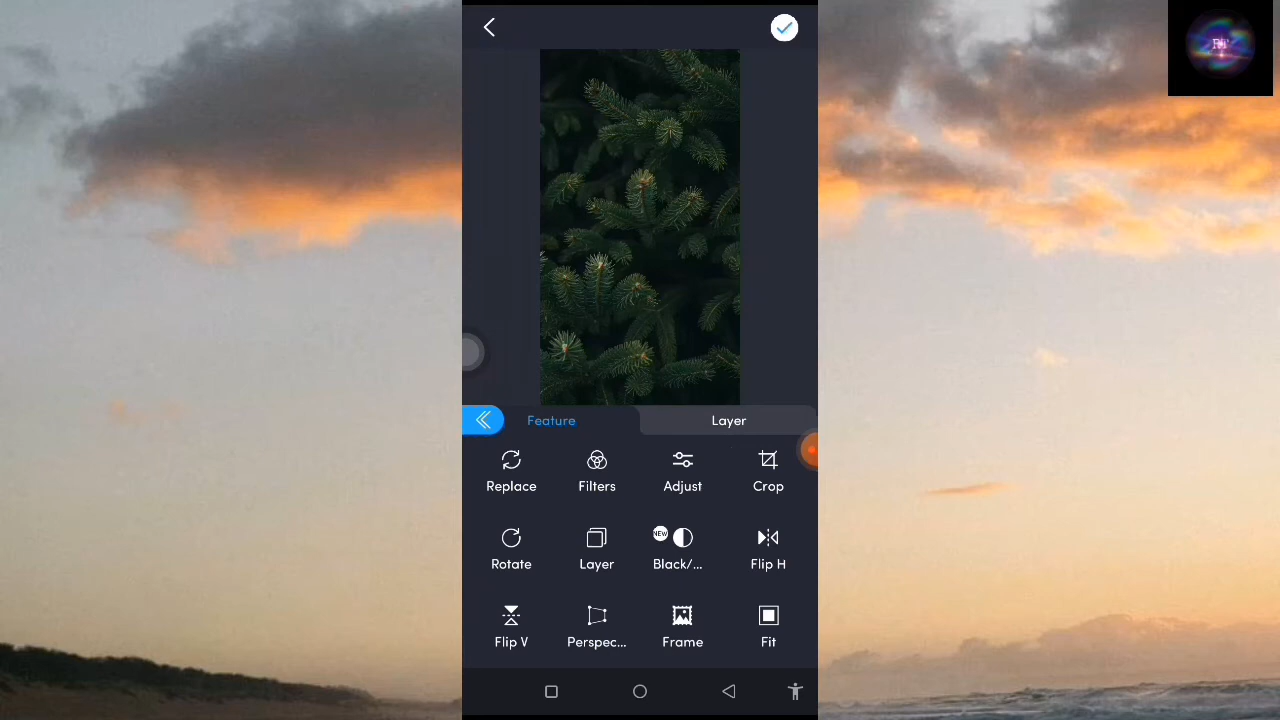 Feature Layer
Replace Filters Adjust Crop
NEW
Rotate Layer Black/... Flip H
Flip V Perspec... Frame Fit